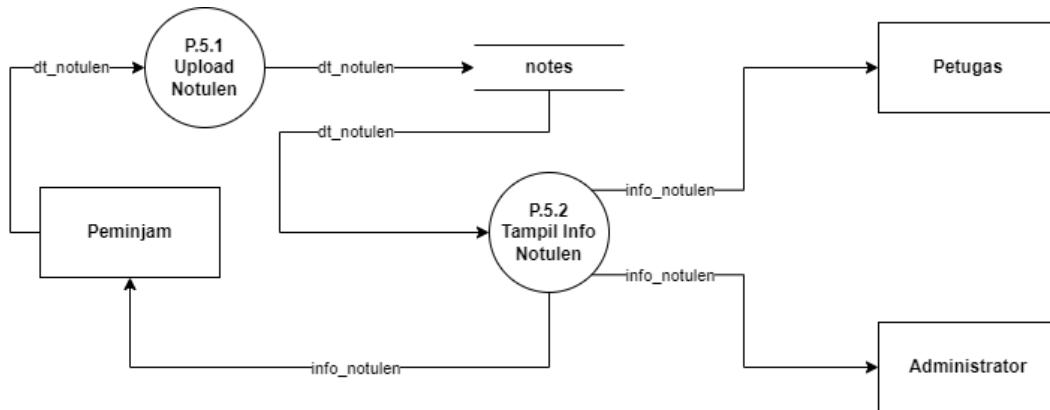 P.5.1
Upload
Notulen
dt_notulen
dt_notulen
notes
Petugas
dt_notulen
info_notulen
P.5.2
Tampil Info
Notulen
Peminjam
info_notulen
info_notulen
Administrator